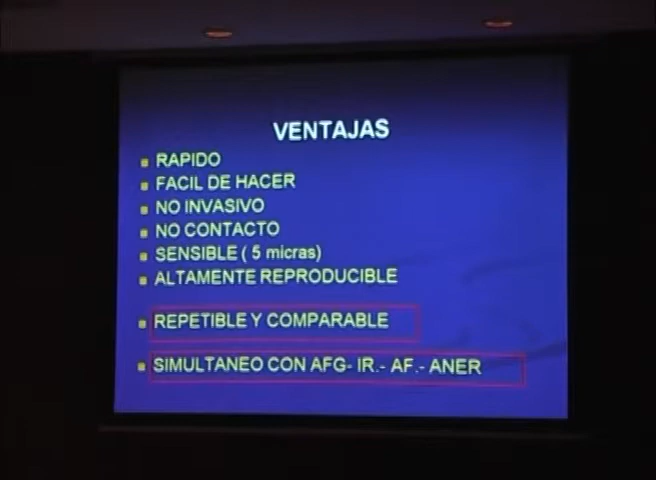 VENTAJAS
RAPIDO
FACIL DE HACER
NO INVASIVO
NO CONTACTO
SENSIBLE ( 5 micras)
ALTAMENTE REPRODUCIBLE
REPETIBLE Y COMPARABLE
SIMULTANEO CON AFG- IR.- AF.- ANER